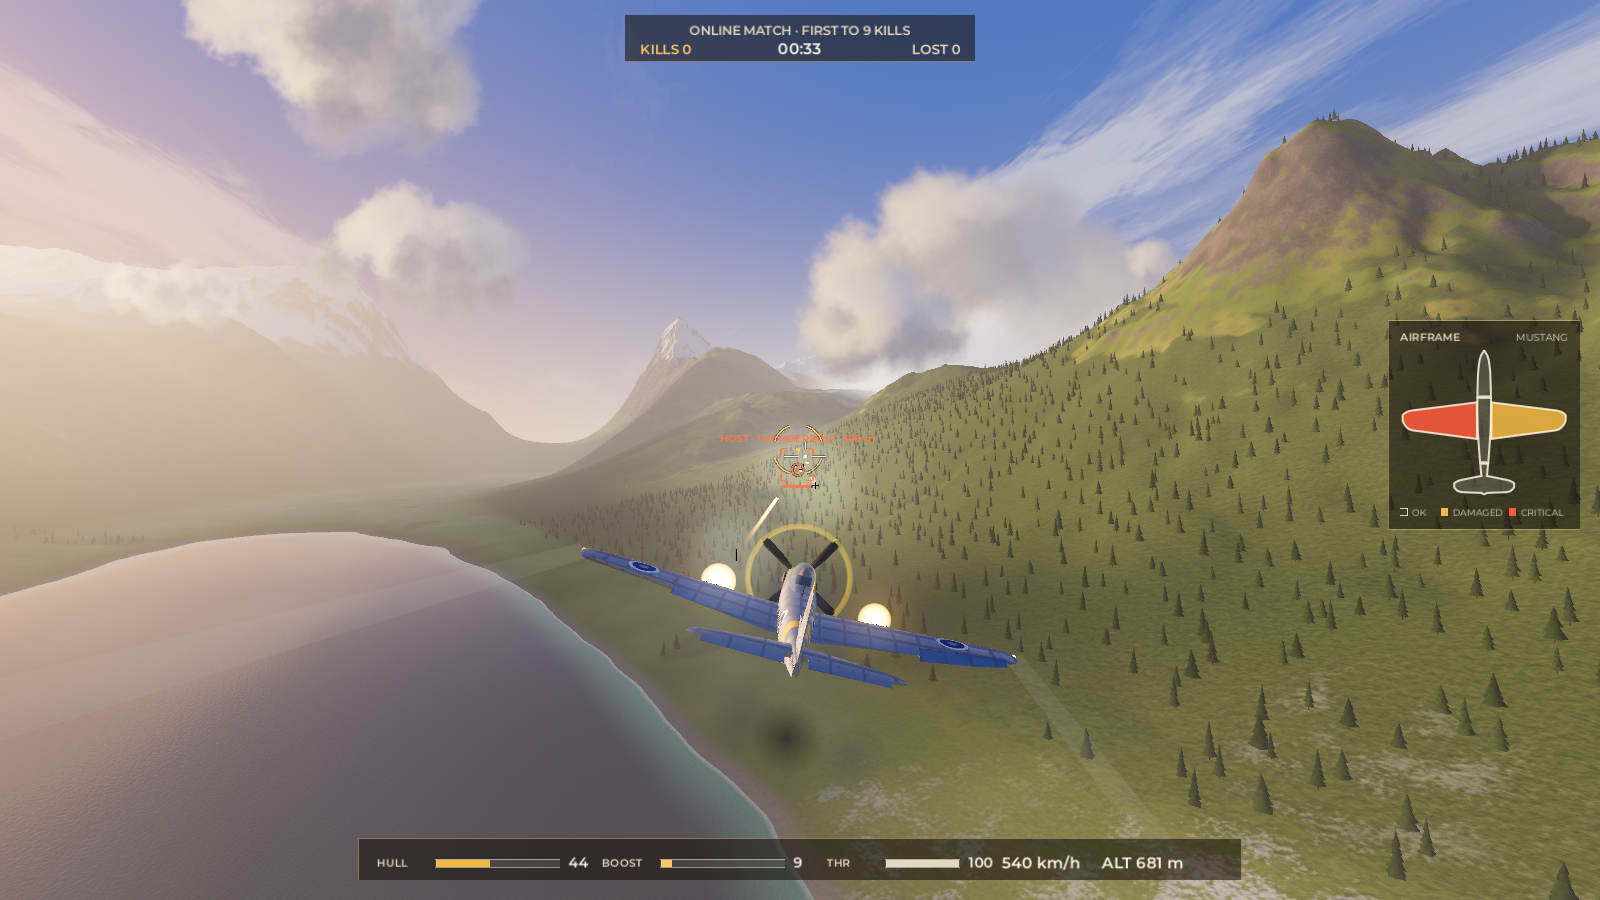 ONLINE MATCH · FIRST TO 9 KILLS
KILLS 0 00:33 LOST 0
AIRFRAME MUSTANG
OK DAMAGED CRITICAL
HOST
HULL 44 BOOST 9 THR 100 540 km/h ALT 681 m